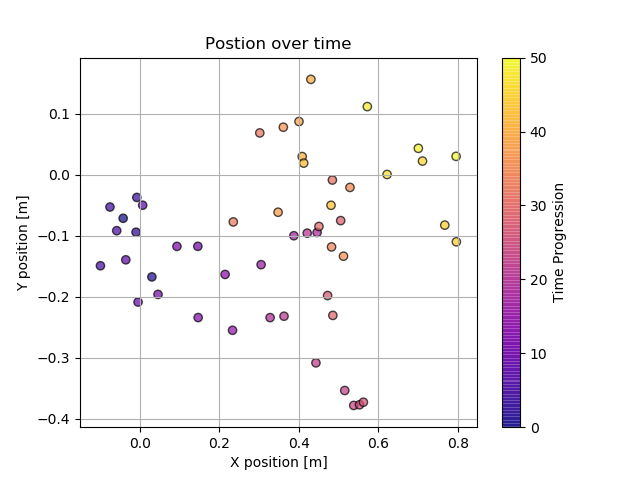 Postion over time
0.1
0.0
−0.1
−0.2
−0.3
−0.4
Y position [m]
0.0 0.2 0.4 0.6 0.8
X position [m]
50
40
30
20
10
0
Time Progression